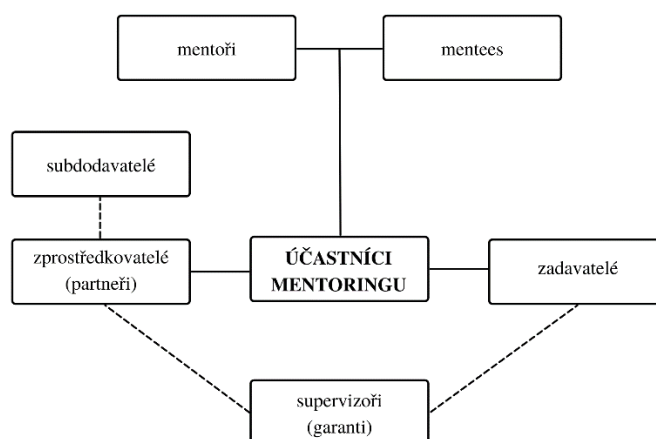 mentoři
mentees
subdodavatelé
zprostředkovatelé
(partneři)
ÚČASTNÍCI
MENTORINGU
zadavatelé
supervizoři
(garanti)